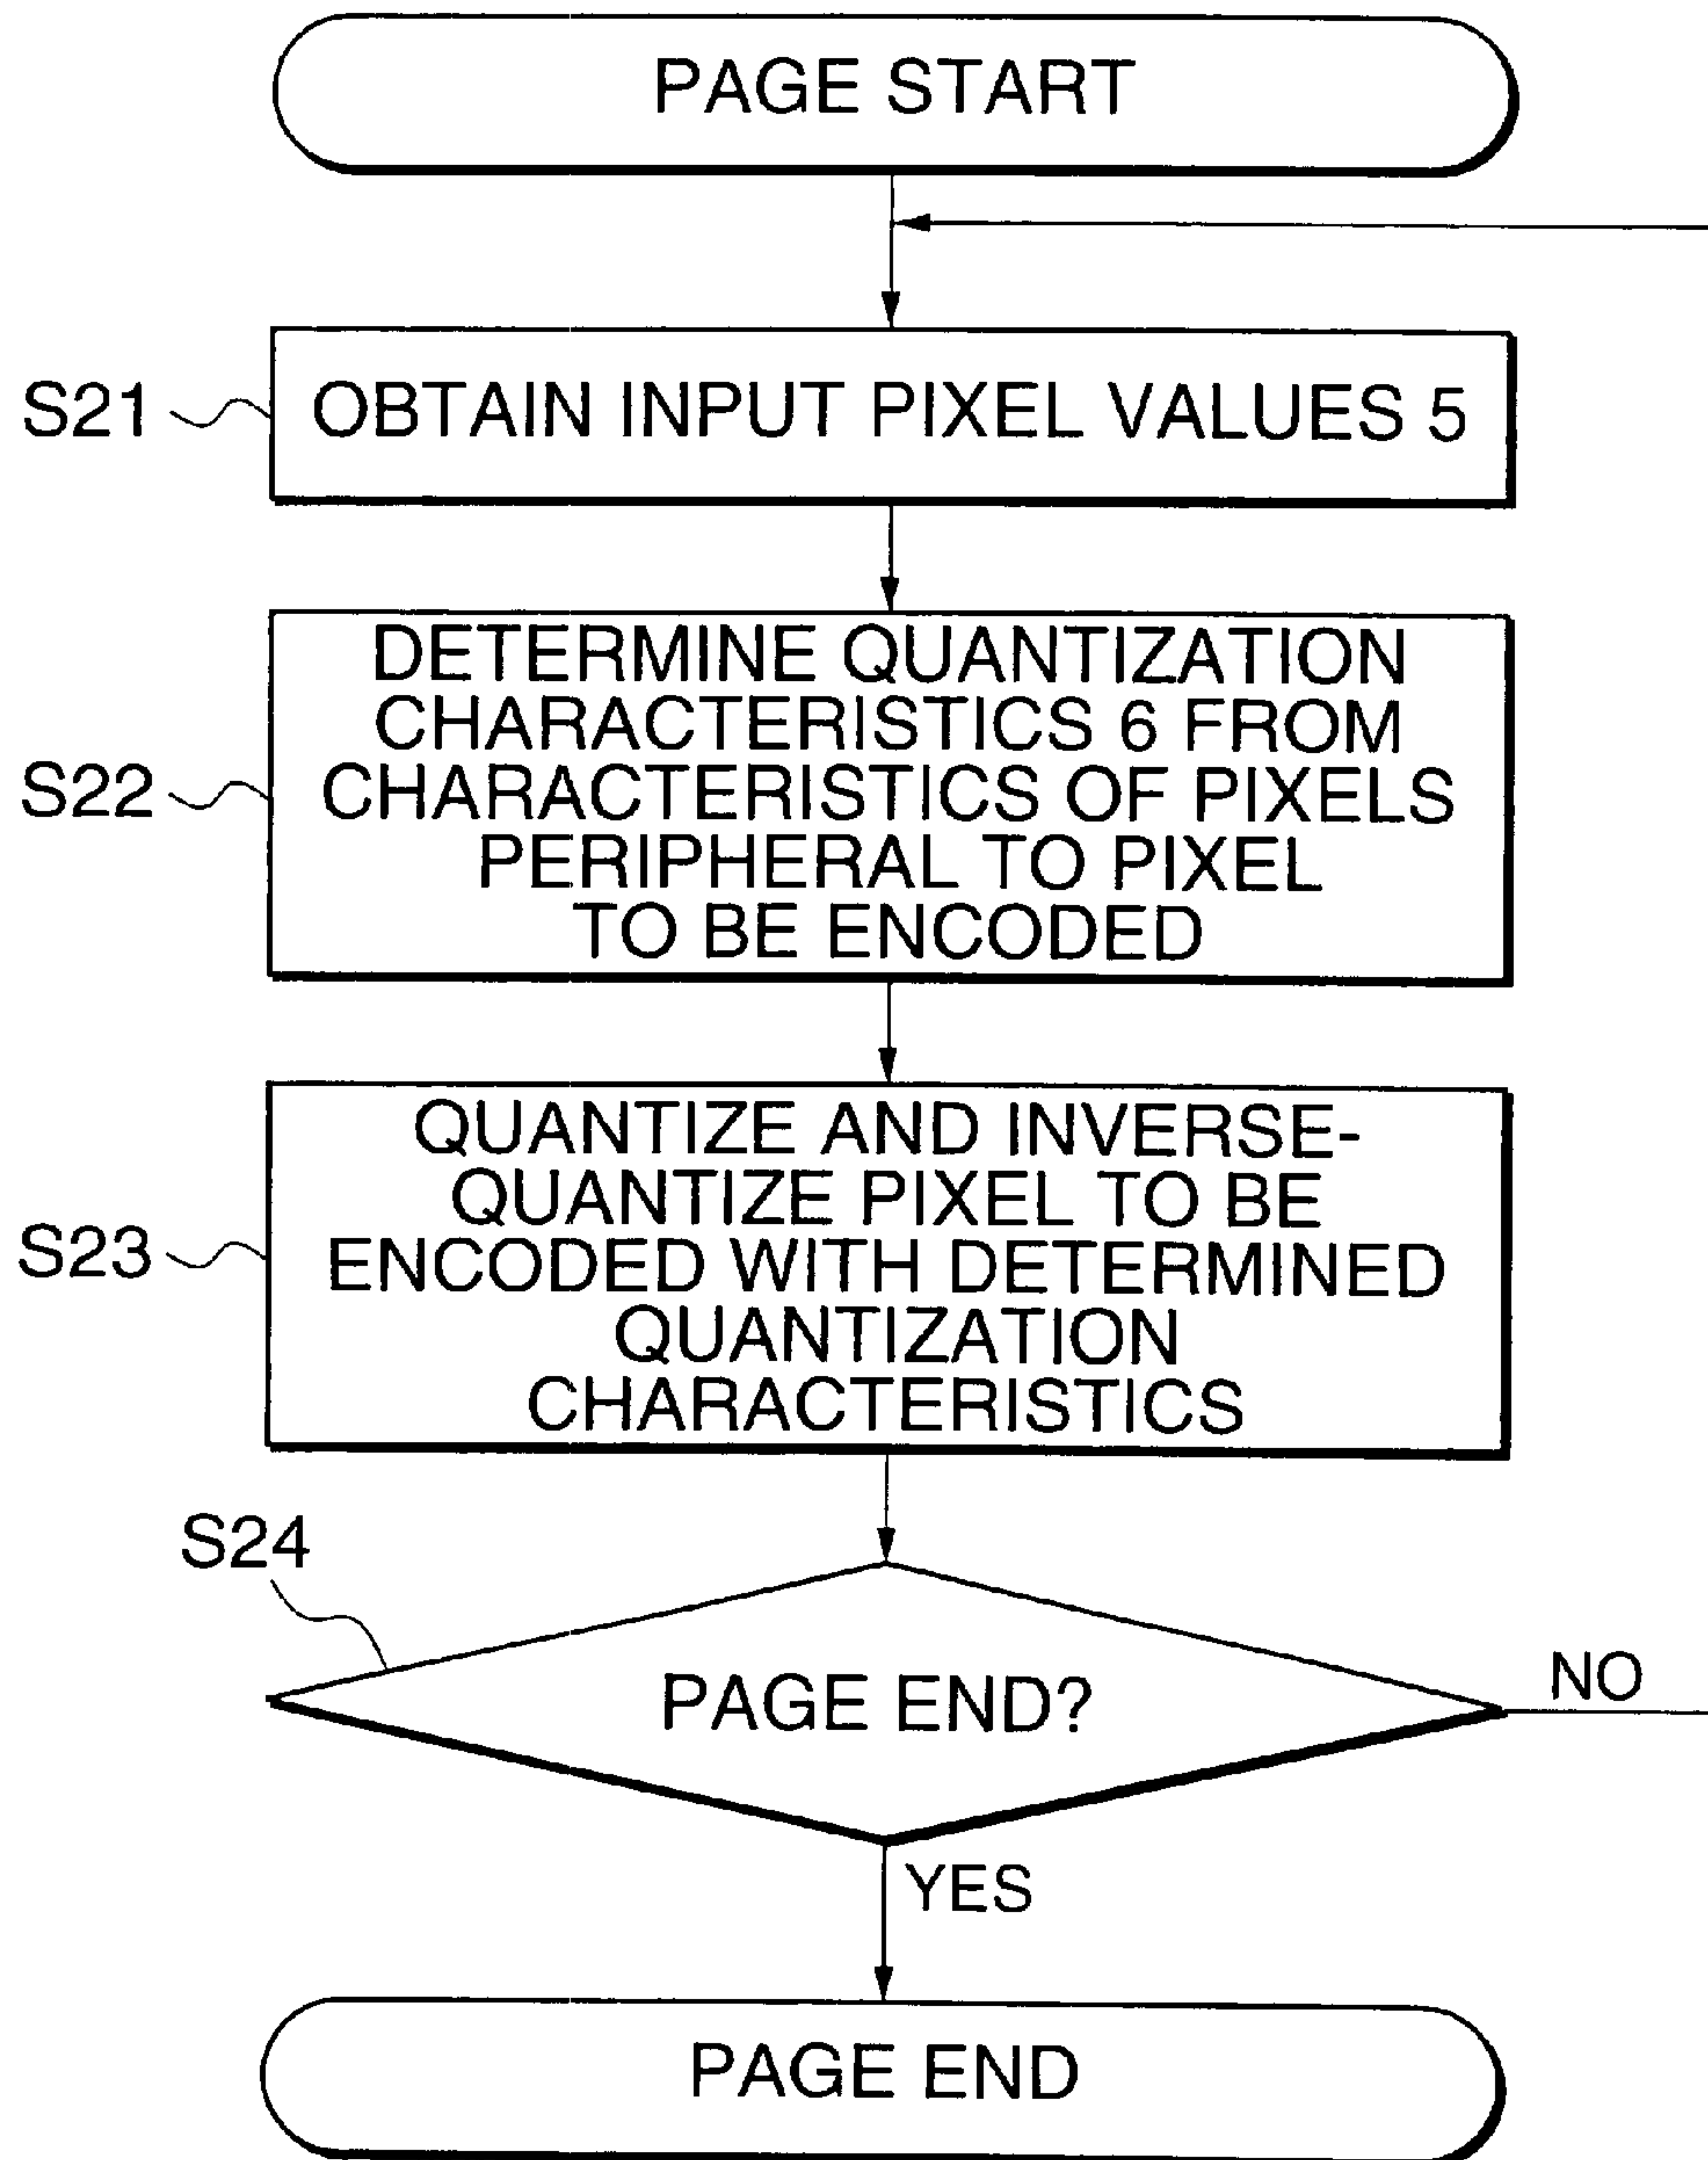 PAGE START
S21
OBTAIN INPUT PIXEL VALUES 5
S22
DETERMINE QUANTIZATION
CHARACTERISTICS 6 FROM
CHARACTERISTICS OF PIXELS
PERIPHERAL TO PIXEL
TO BE ENCODED
S23
QUANTIZE AND INVERSE-
QUANTIZE PIXEL TO BE
ENCODED WITH DETERMINED
QUANTIZATION
CHARACTERISTICS
S24
PAGE END?
NO
YES
PAGE END